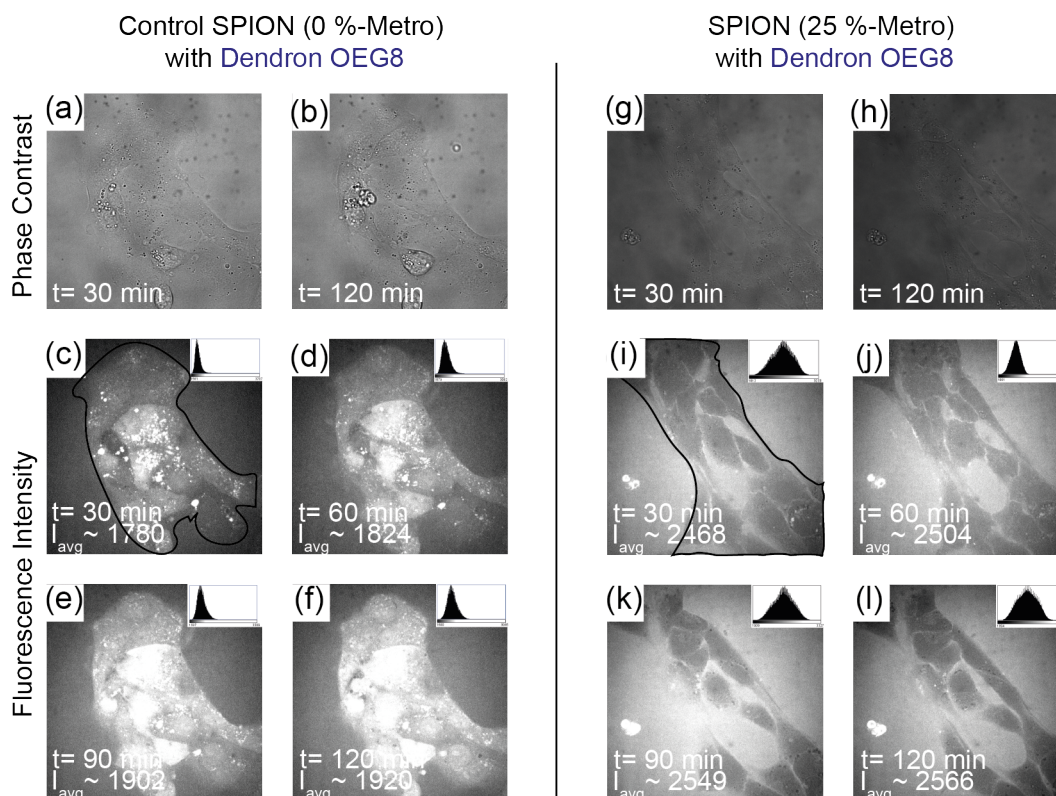 Control SPION (0 %-Metro)
with Dendron OEG8
SPION (25 %-Metro)
with Dendron OEG8
Phase Contrast
(a)
t= 30 min
(b)
t= 120 min
(g)
t= 30 min
(h)
t= 120 min
Fluorescence Intensity
(c)
t= 30 min
Iavg ~ 1780
(d)
t= 60 min
Iavg ~ 1824
(i)
t= 30 min
Iavg ~ 2468
(j)
t= 60 min
Iavg ~ 2504
(e)
t= 90 min
Iavg ~ 1902
(f)
t= 120 min
Iavg ~ 1920
(k)
t= 90 min
Iavg ~ 2549
(l)
t= 120 min
Iavg ~ 2566